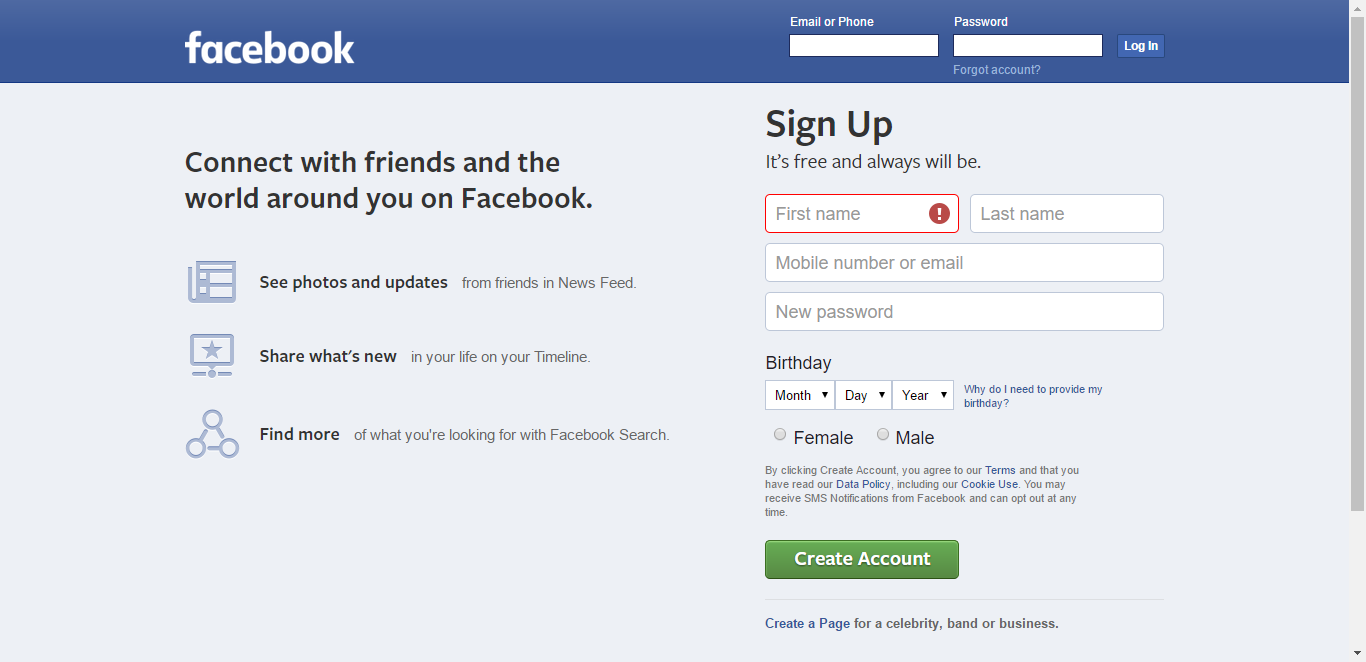 facebook
Email or Phone
Password
Log In
Forgot account?
Connect with friends and the
world around you on Facebook.
See photos and updates from friends in News Feed.
Share what's new in your life on your Timeline.
Find more of what you're looking for with Facebook Search.
Sign Up
It's free and always will be.
First name
Last name
Mobile number or email
New password
Birthday
Month Day Year
Why do I need to provide my
birthday?
Female Male
By clicking Create Account, you agree to our Terms and that you
have read our Data Policy, including our Cookie Use. You may
receive SMS Notifications from Facebook and can opt out at any
time.
Create Account
Create a Page for a celebrity, band or business.